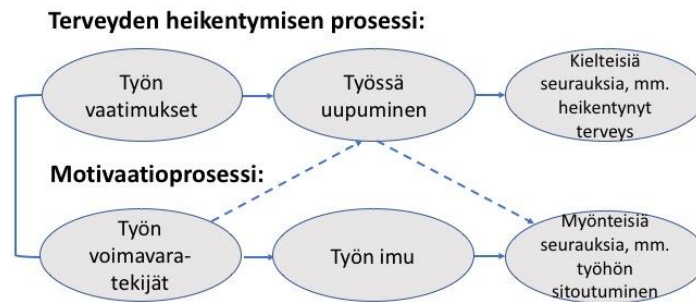 Terveyden heikentymisen prosessi:
Työn
vaatimukset
Työssä
uupuminen
Kielteisiä
seurauksia, mm.
heikentynyt
terveys
Motivaatioprosessi:
Työn
voimavara-
tekijät
Työn imu
Myönteisiä
seurauksia, mm.
työhön
sitoutuminen